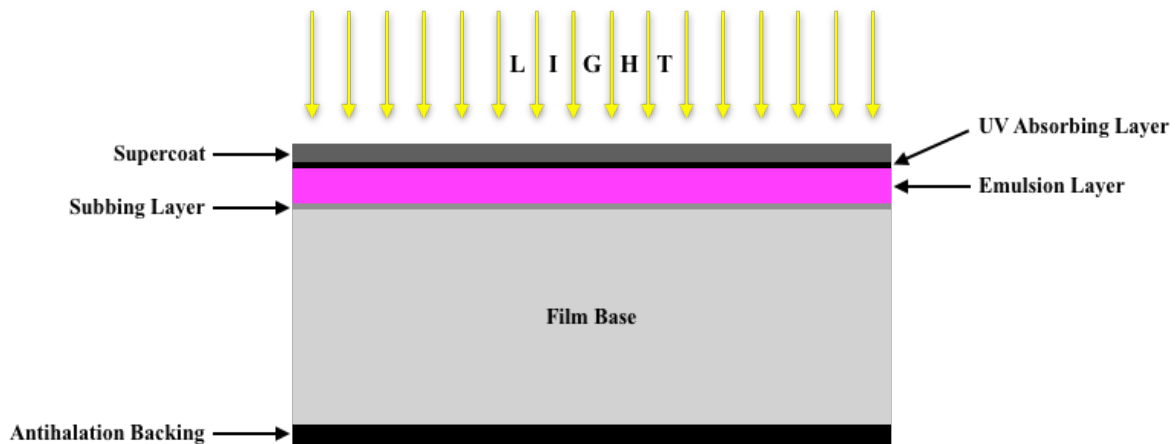 L I G H T
UV Absorbing Layer
Supercoat
Emulsion Layer
Subbing Layer
Film Base
Antihalation Backing